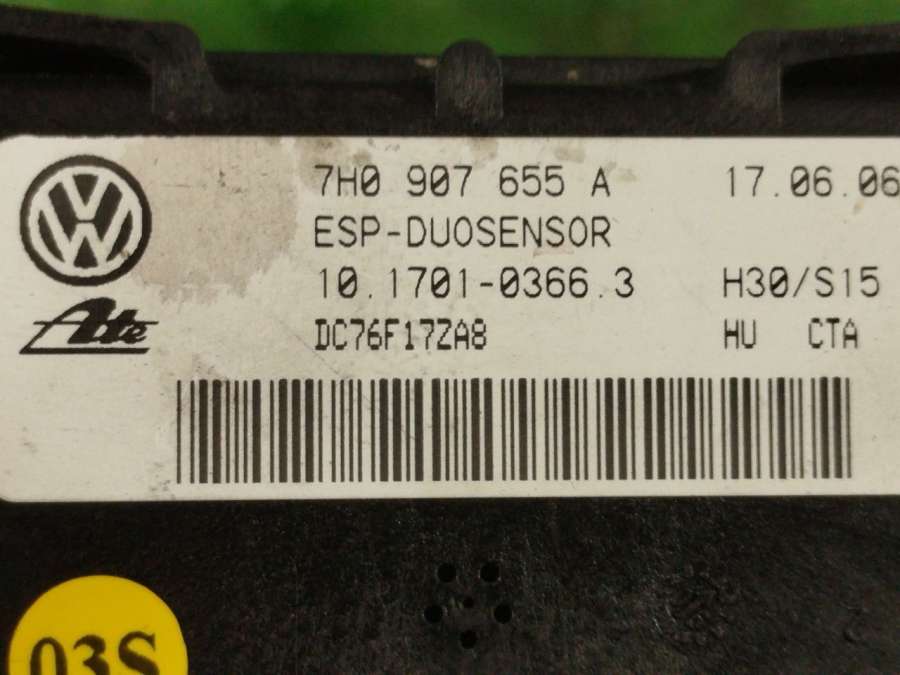 7H0 907 655 A 17.06.06
ESP-DUOSENSOR
10.1701-0366.3 H30/S15
Ate DC76F17ZA8 HU CTA
03S